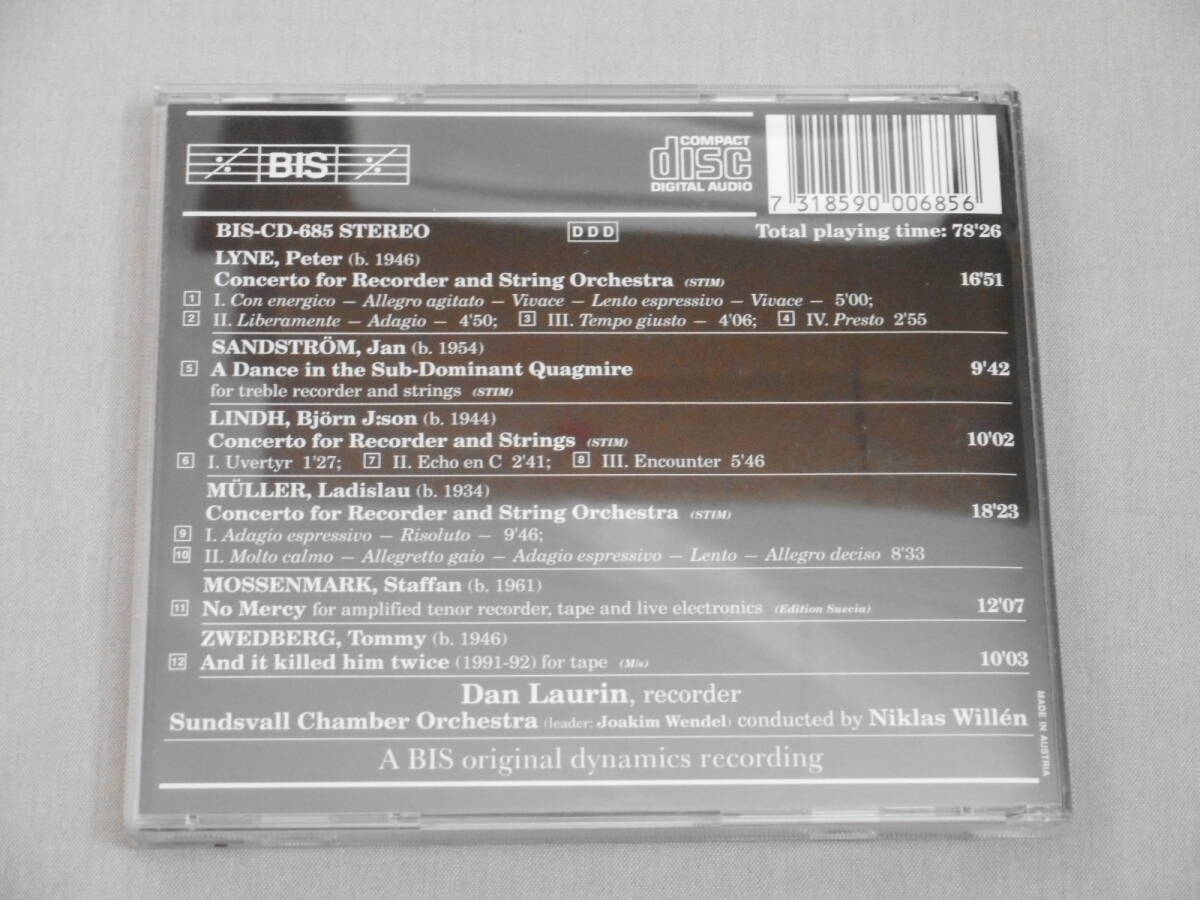 BIS
COMPACT
disc
DIGITAL AUDIO
7 318590 006856
BIS-CD-685 STEREO DDD Total playing time: 78'26
LYNE, Peter (b. 1946)
Concerto for Recorder and String Orchestra (STIM) 16'51
1 I. Con energico – Allegro agitato – Vivace – Lento espressivo – Vivace – 5'00;
2 II. Liberamente – Adagio – 4'50; 3 III. Tempo giusto – 4'06; 4 IV. Presto 2'55
SANDSTRÖM, Jan (b. 1954)
5 A Dance in the Sub-Dominant Quagmire 9'42
for treble recorder and strings (STIM)
LINDH, Björn J:son (b. 1944)
Concerto for Recorder and Strings (STIM) 10'02
6 I. Uvertyr 1'27; 7 II. Echo en C 2'41; 8 III. Encounter 5'46
MÜLLER, Ladislau (b. 1934)
Concerto for Recorder and String Orchestra (STIM) 18'23
9 I. Adagio espressivo – Risoluto – 9'46;
10 II. Molto calmo – Allegretto gaio – Adagio espressivo – Lento – Allegro deciso 8'33
MOSSENMARK, Staffan (b. 1961)
11 No Mercy for amplified tenor recorder, tape and live electronics (Edition Suecia) 12'07
ZWEDBERG, Tommy (b. 1946)
12 And it killed him twice (1991-92) for tape (M/s) 10'03
Dan Laurin, recorder
Sundsvall Chamber Orchestra (leader: Joakim Wendel) conducted by Niklas Willén
A BIS original dynamics recording
MADE IN AUSTRIA